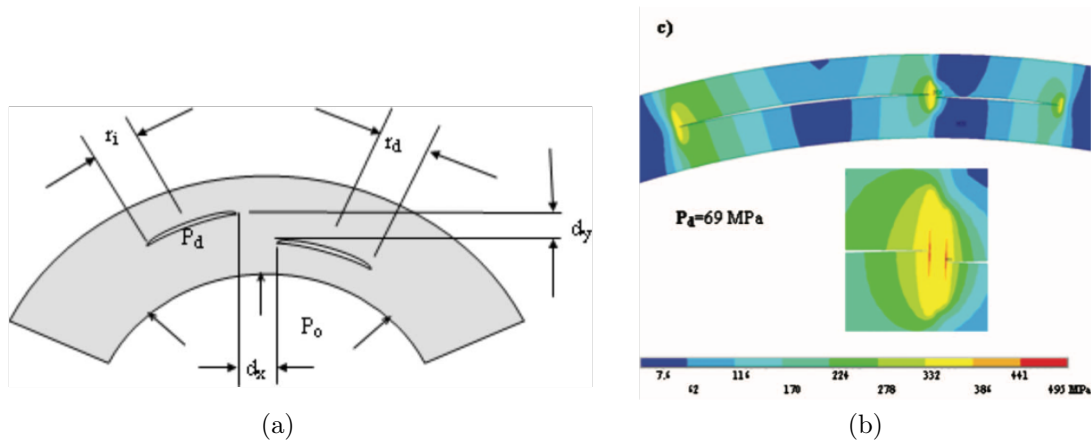 r_i
r_d
P_d
d_y
P_o
d_x
c)
P_d=69 MPa
7.6 116 224 332 441
62 170 278 386 495 MPa
(a)
(b)